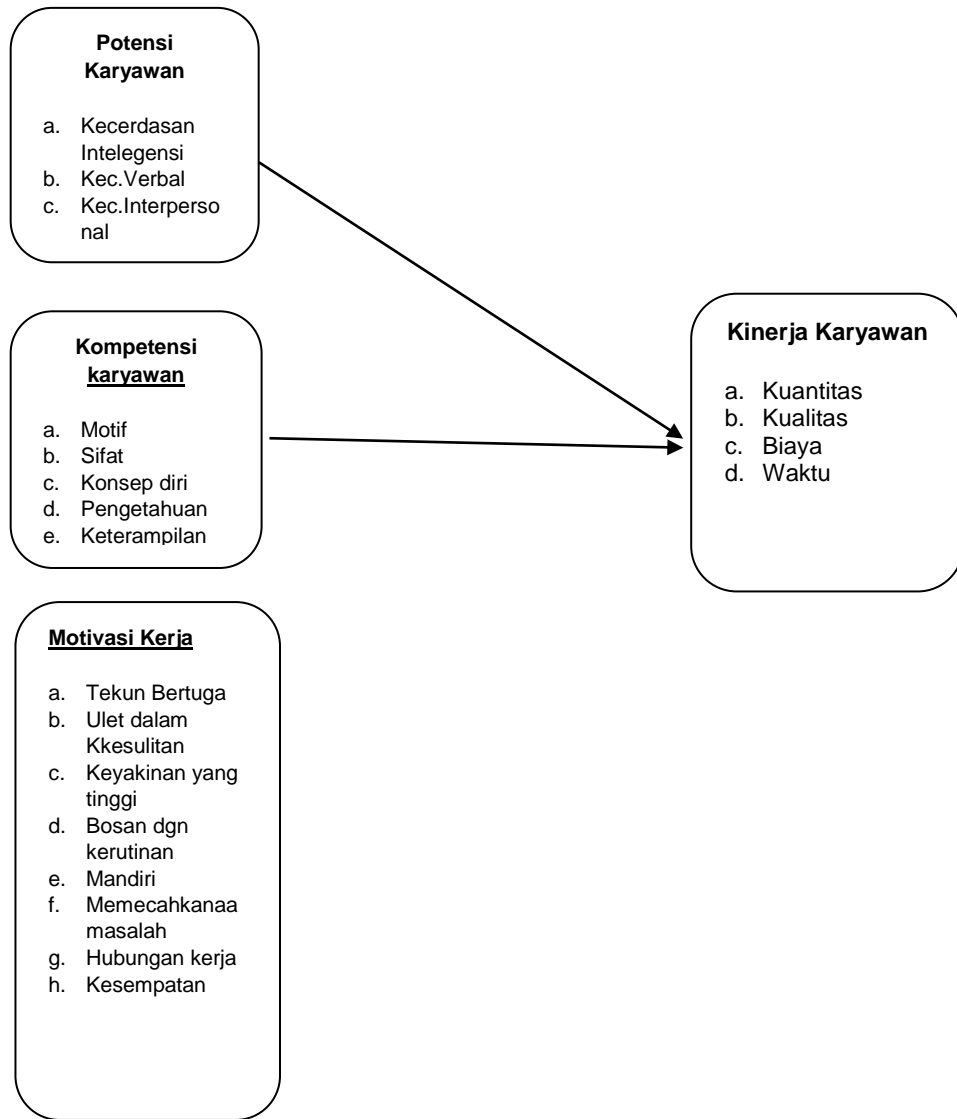 Potensi
Karyawan
a. Kecerdasan
Intelegensi
b. Kec.Verbal
c. Kec.Interperso
nal
Kompetensi
karyawan
a. Motif
b. Sifat
c. Konsep diri
d. Pengetahuan
e. Keterampilan
Kinerja Karyawan
a. Kuantitas
b. Kualitas
c. Biaya
d. Waktu
Motivasi Kerja
a. Tekun Bertuga
b. Ulet dalam
Kkesulitan
c. Keyakinan yang
tinggi
d. Bosan dgn
kerutinan
e. Mandiri
f. Memecahkanaa
masalah
g. Hubungan kerja
h. Kesempatan